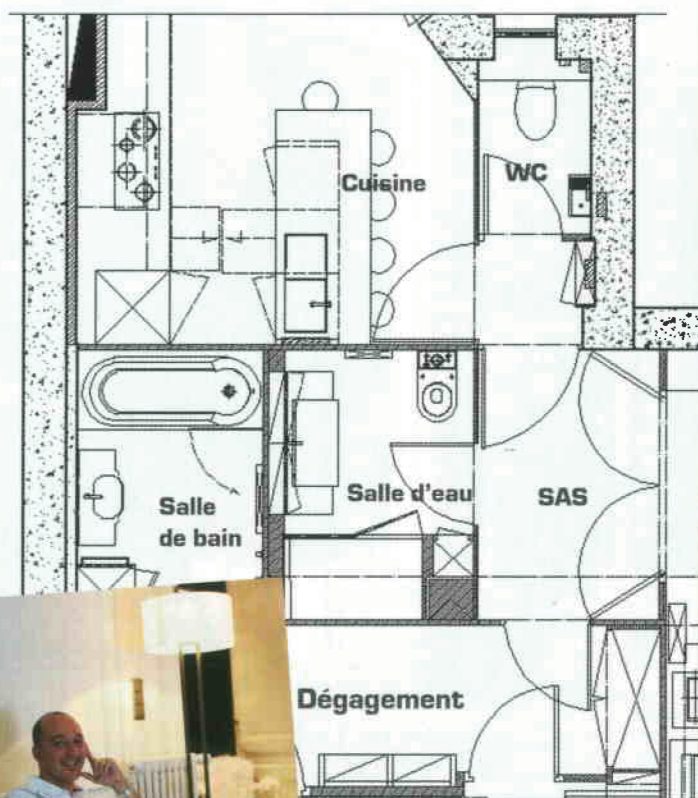 Cuisine
WC
Salle
de bain
Salle d'eau
SAS
Dégagement